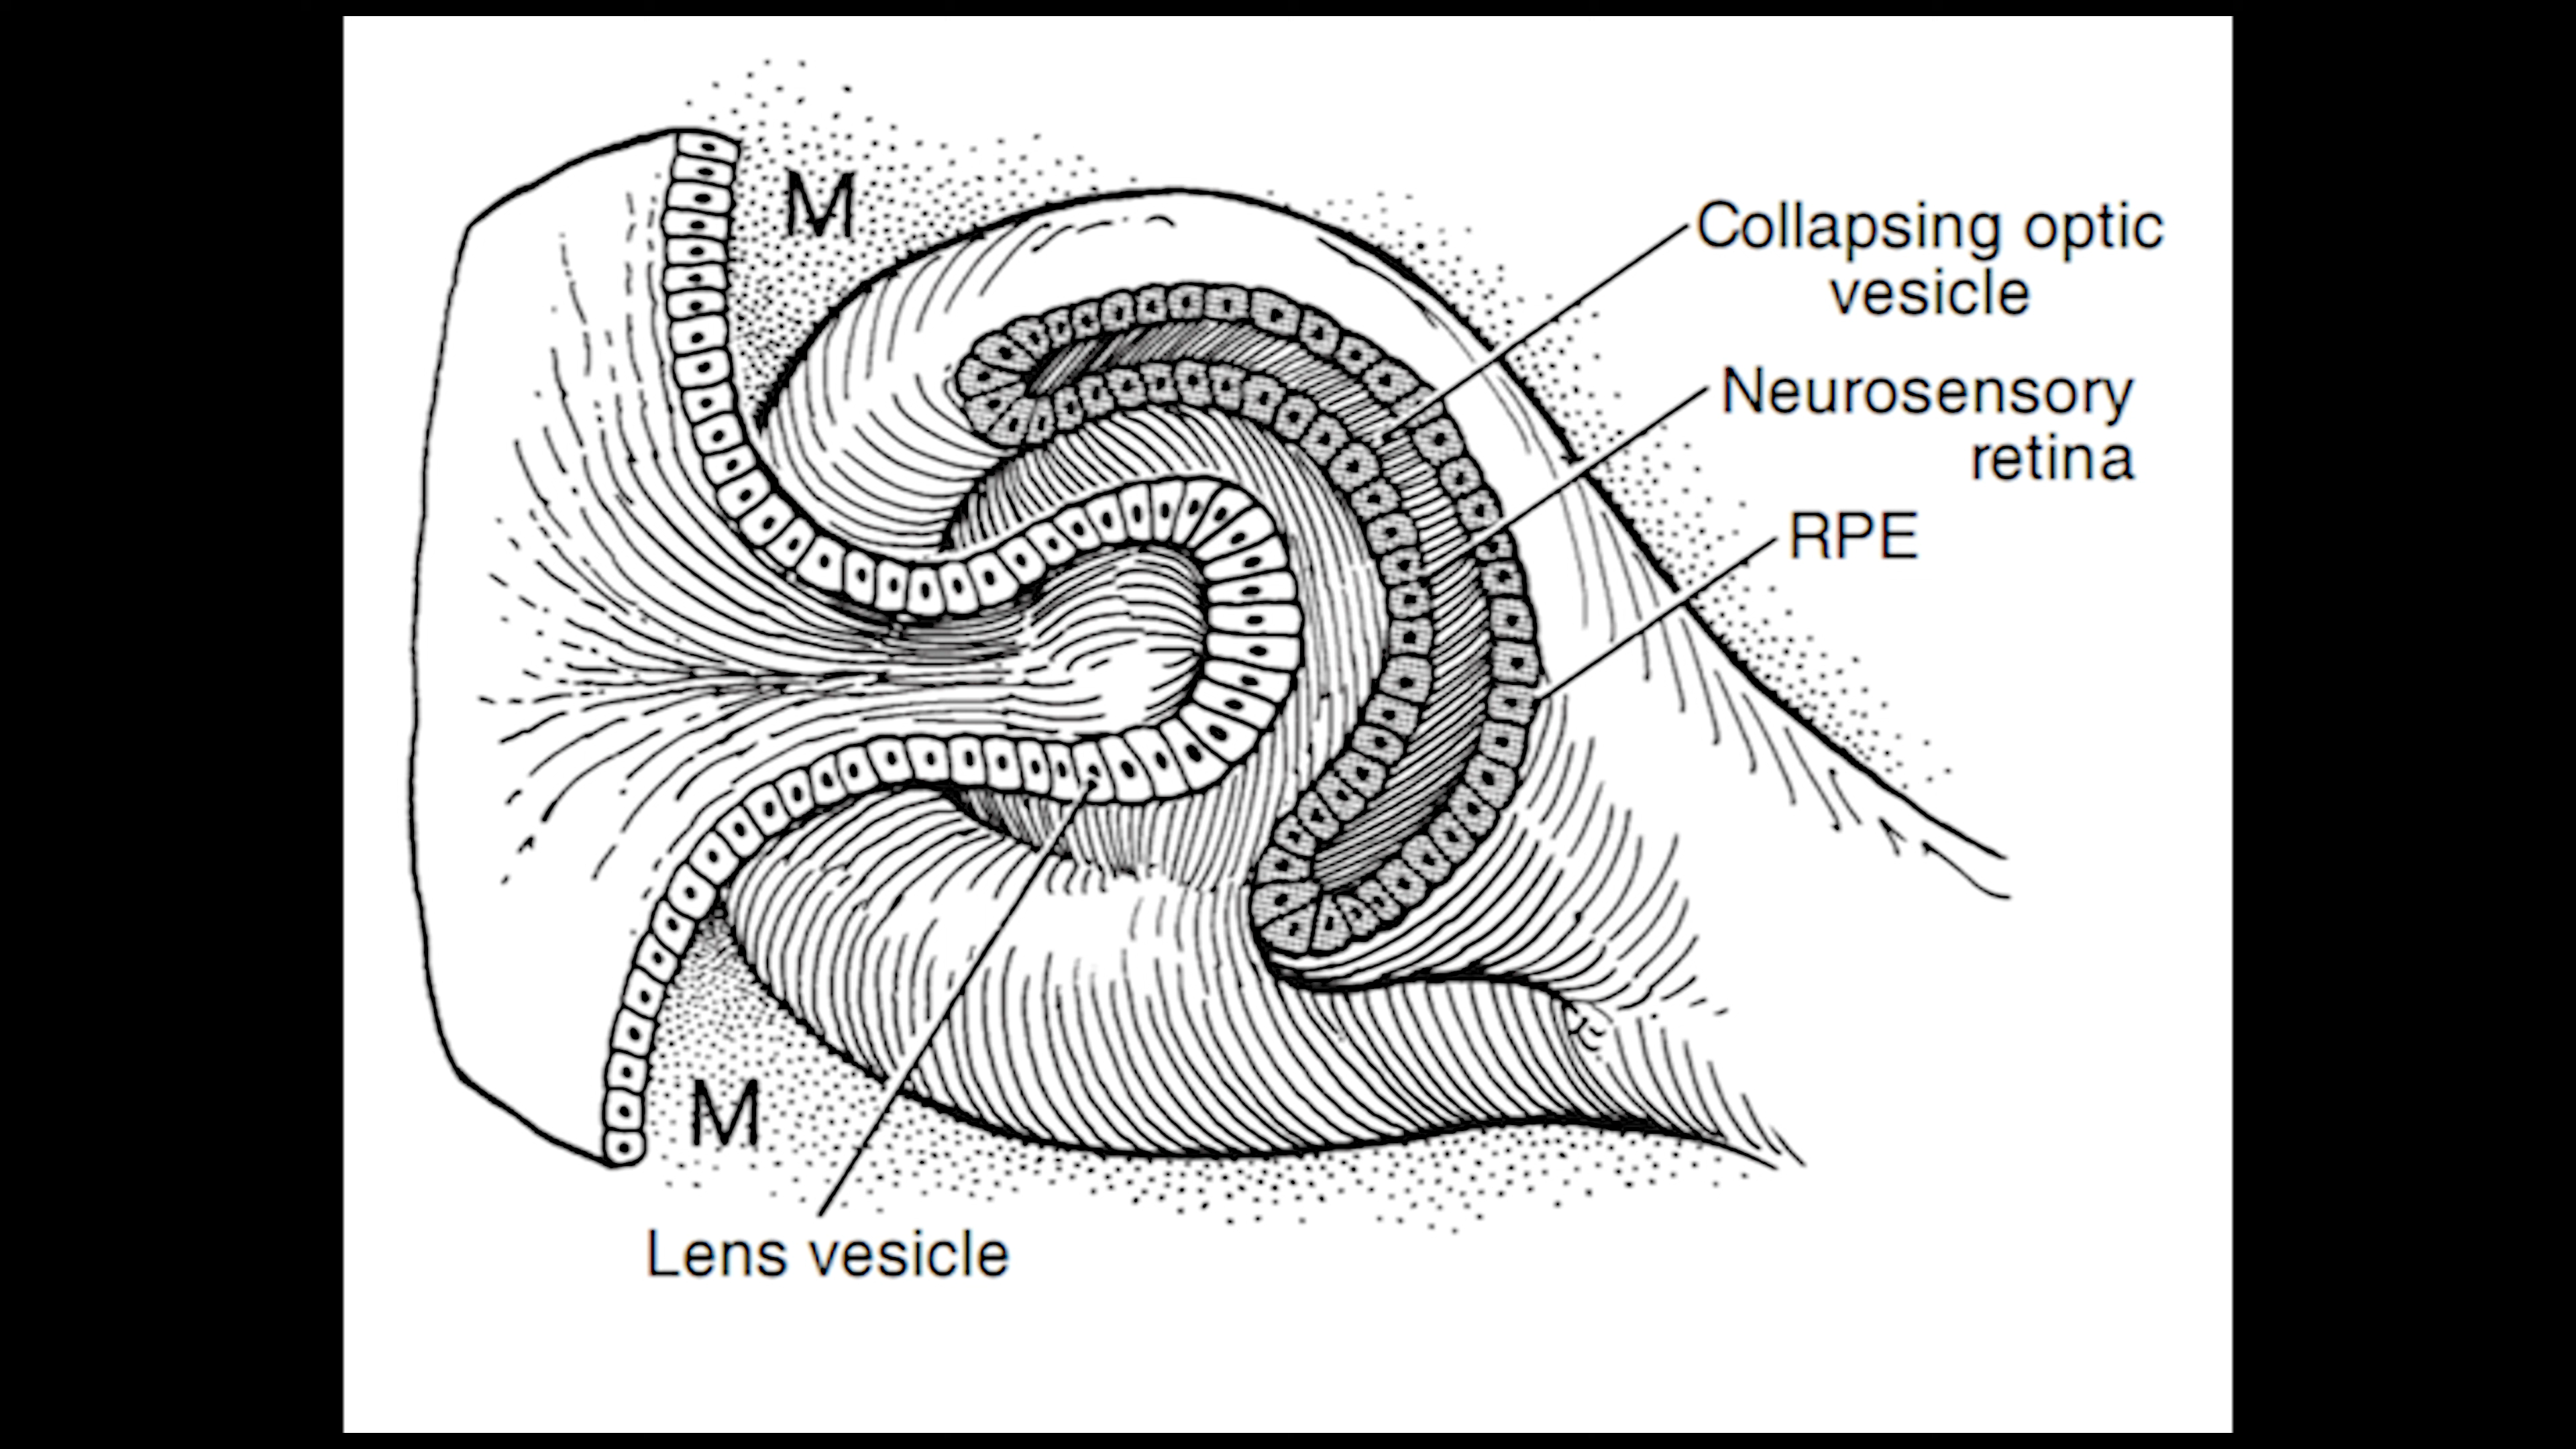 M
Collapsing optic
vesicle
Neurosensory
retina
RPE
M
Lens vesicle